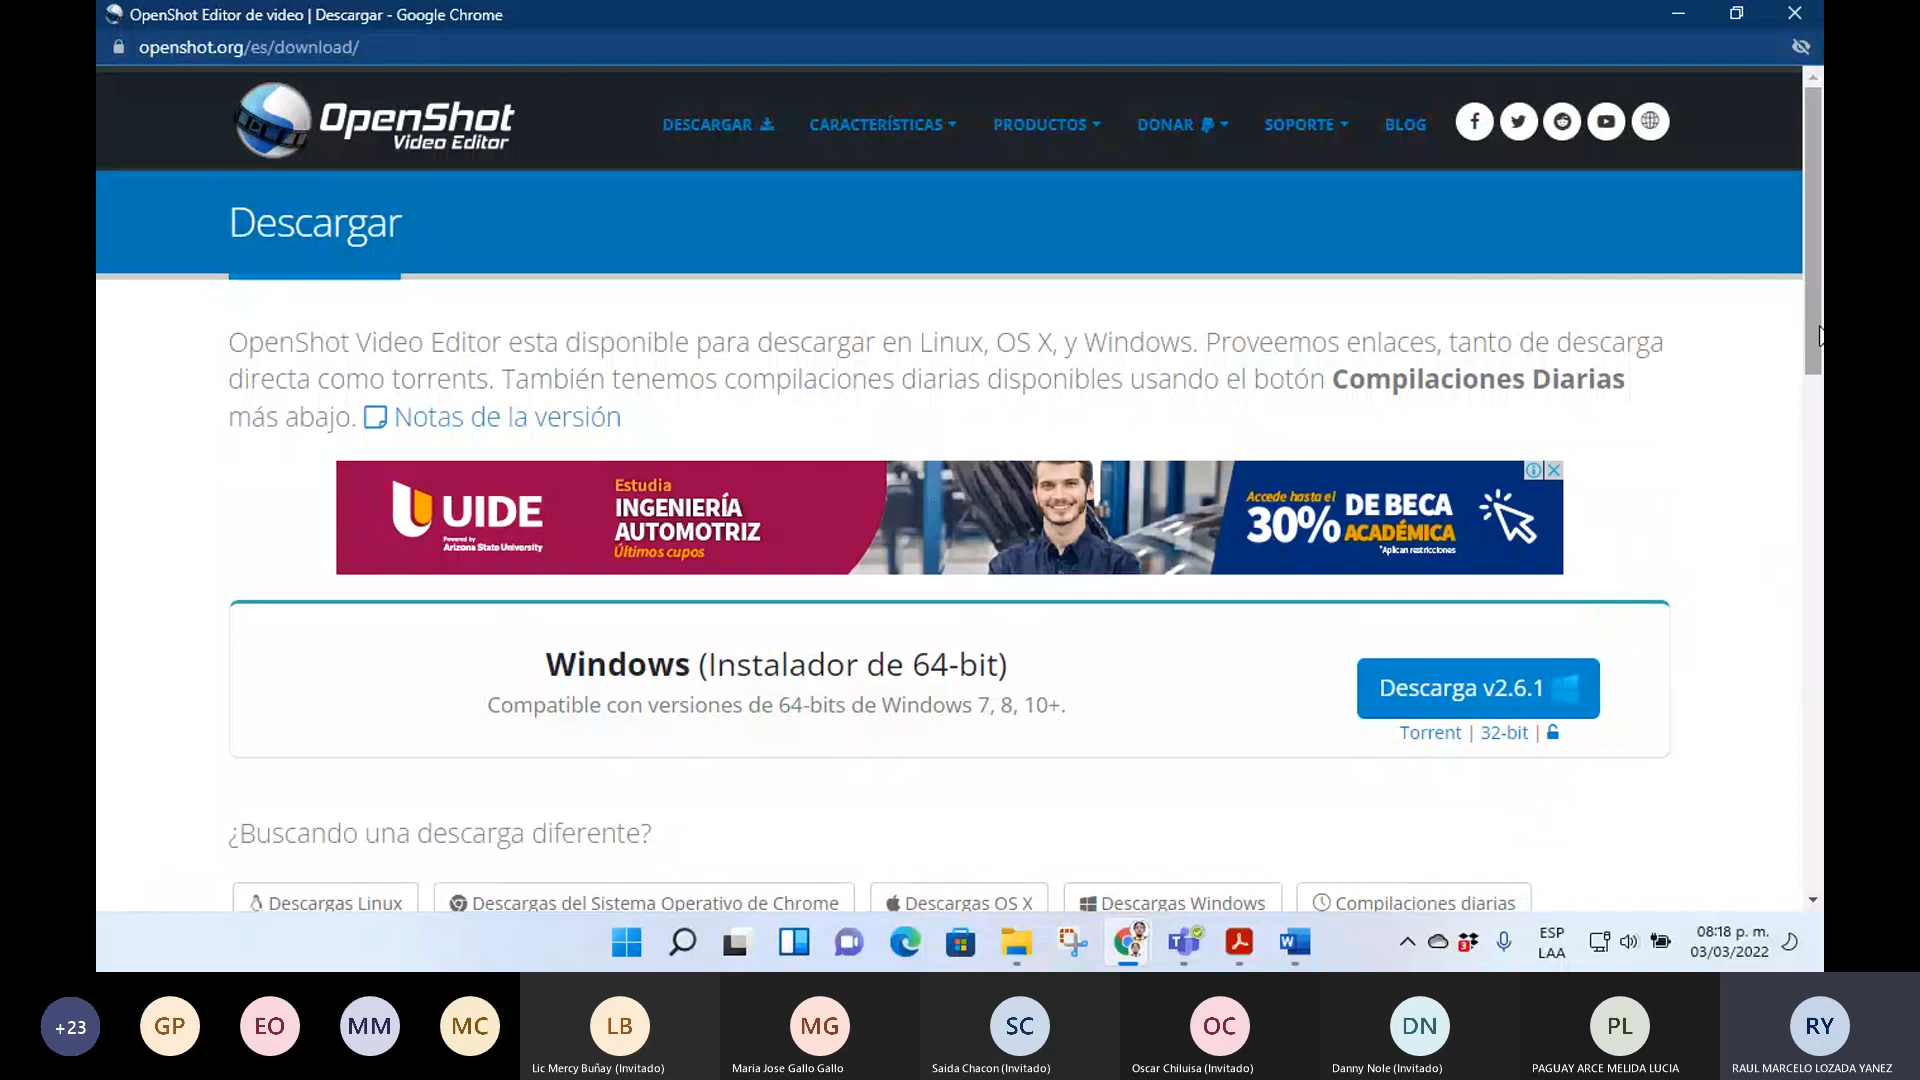 OpenShot Editor de video | Descargar - Google Chrome
openshot.org/es/download/
OpenShot
Video Editor
DESCARGAR
CARACTERÍSTICAS
PRODUCTOS
DONAR
SOPORTE
BLOG
Descargar
OpenShot Video Editor esta disponible para descargar en Linux, OS X, y Windows. Proveemos enlaces, tanto de descarga
directa como torrents. También tenemos compilaciones diarias disponibles usando el botón Compilaciones Diarias
más abajo. Notas de la versión
UIDE
Powered by
Arizona State University
Estudia
INGENIERÍA
AUTOMOTRIZ
Últimos cupos
Accede hasta el
30% DE BECA
ACADÉMICA
*Aplican restricciones
Windows (Instalador de 64-bit)
Compatible con versiones de 64-bits de Windows 7, 8, 10+.
Descarga v2.6.1
Torrent | 32-bit |
¿Buscando una descarga diferente?
Descargas Linux
Descargas del Sistema Operativo de Chrome
Descargas OS X
Descargas Windows
Compilaciones diarias
ESP
LAA
08:18 p. m.
03/03/2022
+23
GP
EO
MM
MC
LB
Lic Mercy Buñay (Invitado)
MG
Maria Jose Gallo Gallo
SC
Saida Chacon (Invitado)
OC
Oscar Chiluisa (Invitado)
DN
Danny Nole (Invitado)
PL
PAGUAY ARCE MELIDA LUCIA
RY
RAUL MARCELO LOZADA YANEZ